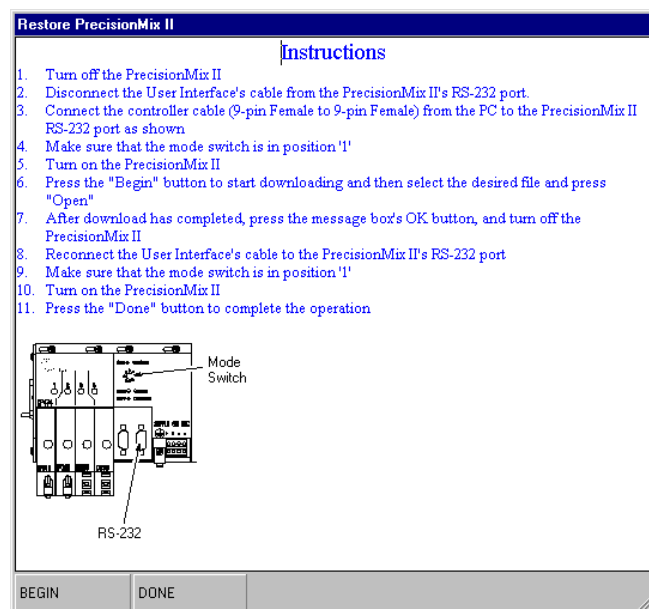 Restore PrecisionMix II
Instructions
1. Turn off the PrecisionMix II
2. Disconnect the User Interface's cable from the PrecisionMix II's RS-232 port.
3. Connect the controller cable (9-pin Female to 9-pin Female) from the PC to the PrecisionMix II
RS-232 port as shown
4. Make sure that the mode switch is in position '1'
5. Turn on the PrecisionMix II
6. Press the "Begin" button to start downloading and then select the desired file and press
"Open"
7. After download has completed, press the message box's OK button, and turn off the
PrecisionMix II
8. Reconnect the User Interface's cable to the PrecisionMix II's RS-232 port
9. Make sure that the mode switch is in position '1'
10. Turn on the PrecisionMix II
11. Press the "Done" button to complete the operation
Mode
Switch
RS-232
BEGIN
DONE